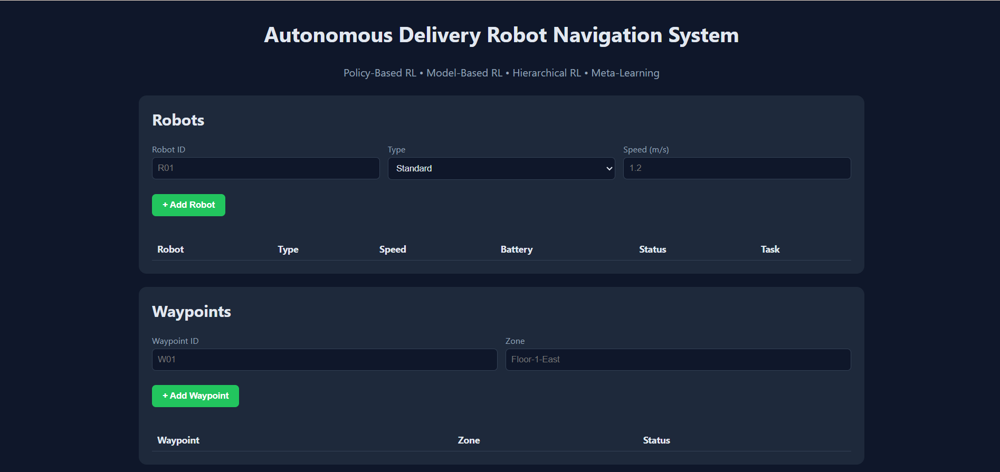 Autonomous Delivery Robot Navigation System
Policy-Based RL • Model-Based RL • Hierarchical RL • Meta-Learning
Robots
Robot ID Type Speed (m/s)
R01 Standard 1.2
+ Add Robot
Robot Type Speed Battery Status Task
Waypoints
Waypoint ID Zone
W01 Floor-1-East
+ Add Waypoint
Waypoint Zone Status